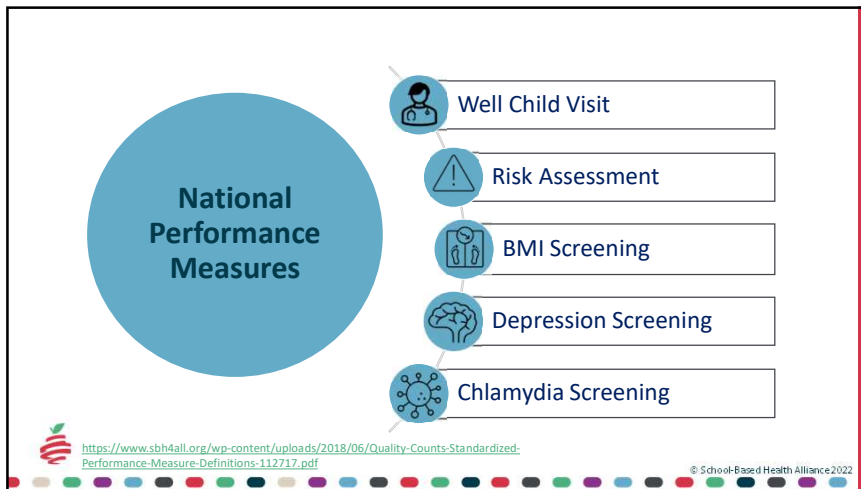 National
Performance
Measures
Well Child Visit
Risk Assessment
BMI Screening
Depression Screening
Chlamydia Screening
https://www.sbh4all.org/wp-content/uploads/2018/06/Quality-Counts-Standardized-
Performance-Measure-Definitions-112717.pdf
© School-Based Health Alliance 2022